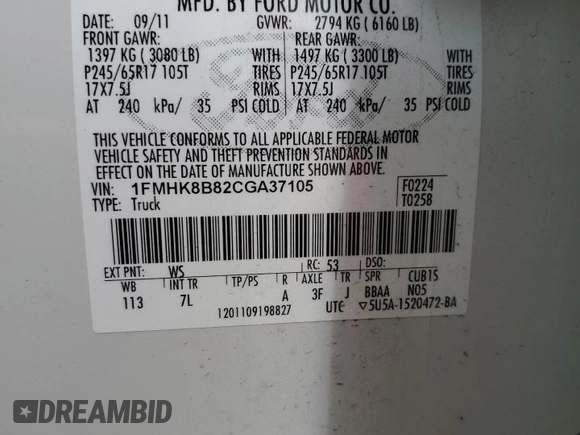 MFD. BY FORD MOTOR CO.
DATE: 09/11 GVWR: 2794 KG ( 6160 LB)
FRONT GAWR: REAR GAWR:
1397 KG ( 3080 LB) WITH 1497 KG ( 3300 LB) WITH
P245/65R17 105T TIRES P245/65R17 105T TIRES
17X7.5J RIMS 17X7.5J RIMS
AT 240 kPa/ 35 PSI COLD AT 240 kPa/ 35 PSI COLD
THIS VEHICLE CONFORMS TO ALL APPLICABLE FEDERAL MOTOR
VEHICLE SAFETY AND THEFT PREVENTION STANDARDS IN
EFFECT ON THE DATE OF MANUFACTURE SHOWN ABOVE.
VIN: 1FMHK8B82CGA37105 F0224
TYPE: Truck T0258
EXT PNT: WS RC: 53 DSO:
WB INT TR TP/PS R AXLE TR SPR CUB1S
113 7L A 3F J BBAA N05
1201109198827 UTC ▽5U5A-1520472-BA
Ford
DREAMBID